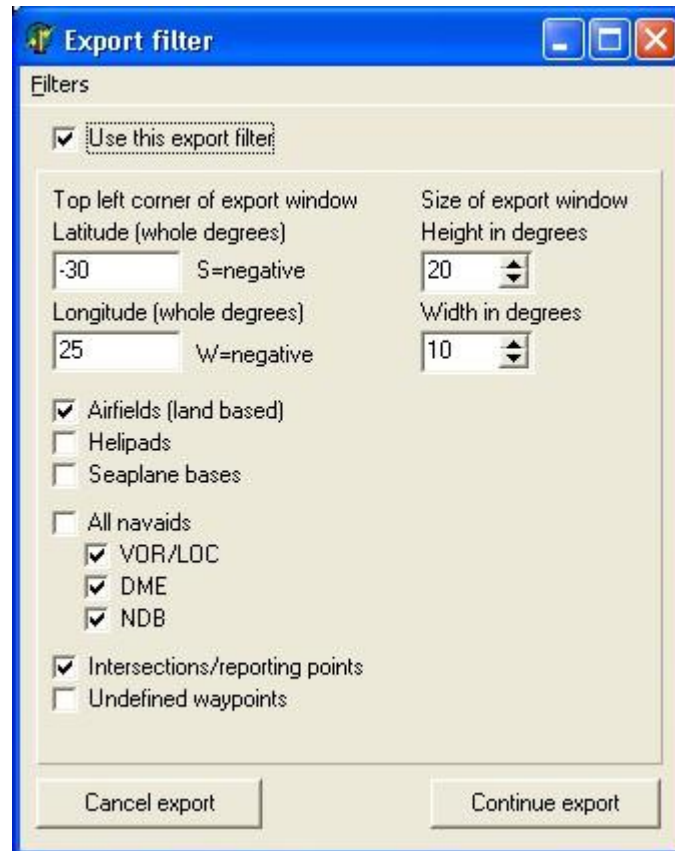 Export filter
Filters
Use this export filter
Top left corner of export window
Size of export window
Latitude (whole degrees)
Height in degrees
-30
S=negative
20
Longitude (whole degrees)
Width in degrees
25
W=negative
10
Airfields (land based)
Helipads
Seaplane bases
All navaids
VOR/LOC
DME
NDB
Intersections/reporting points
Undefined waypoints
Cancel export
Continue export